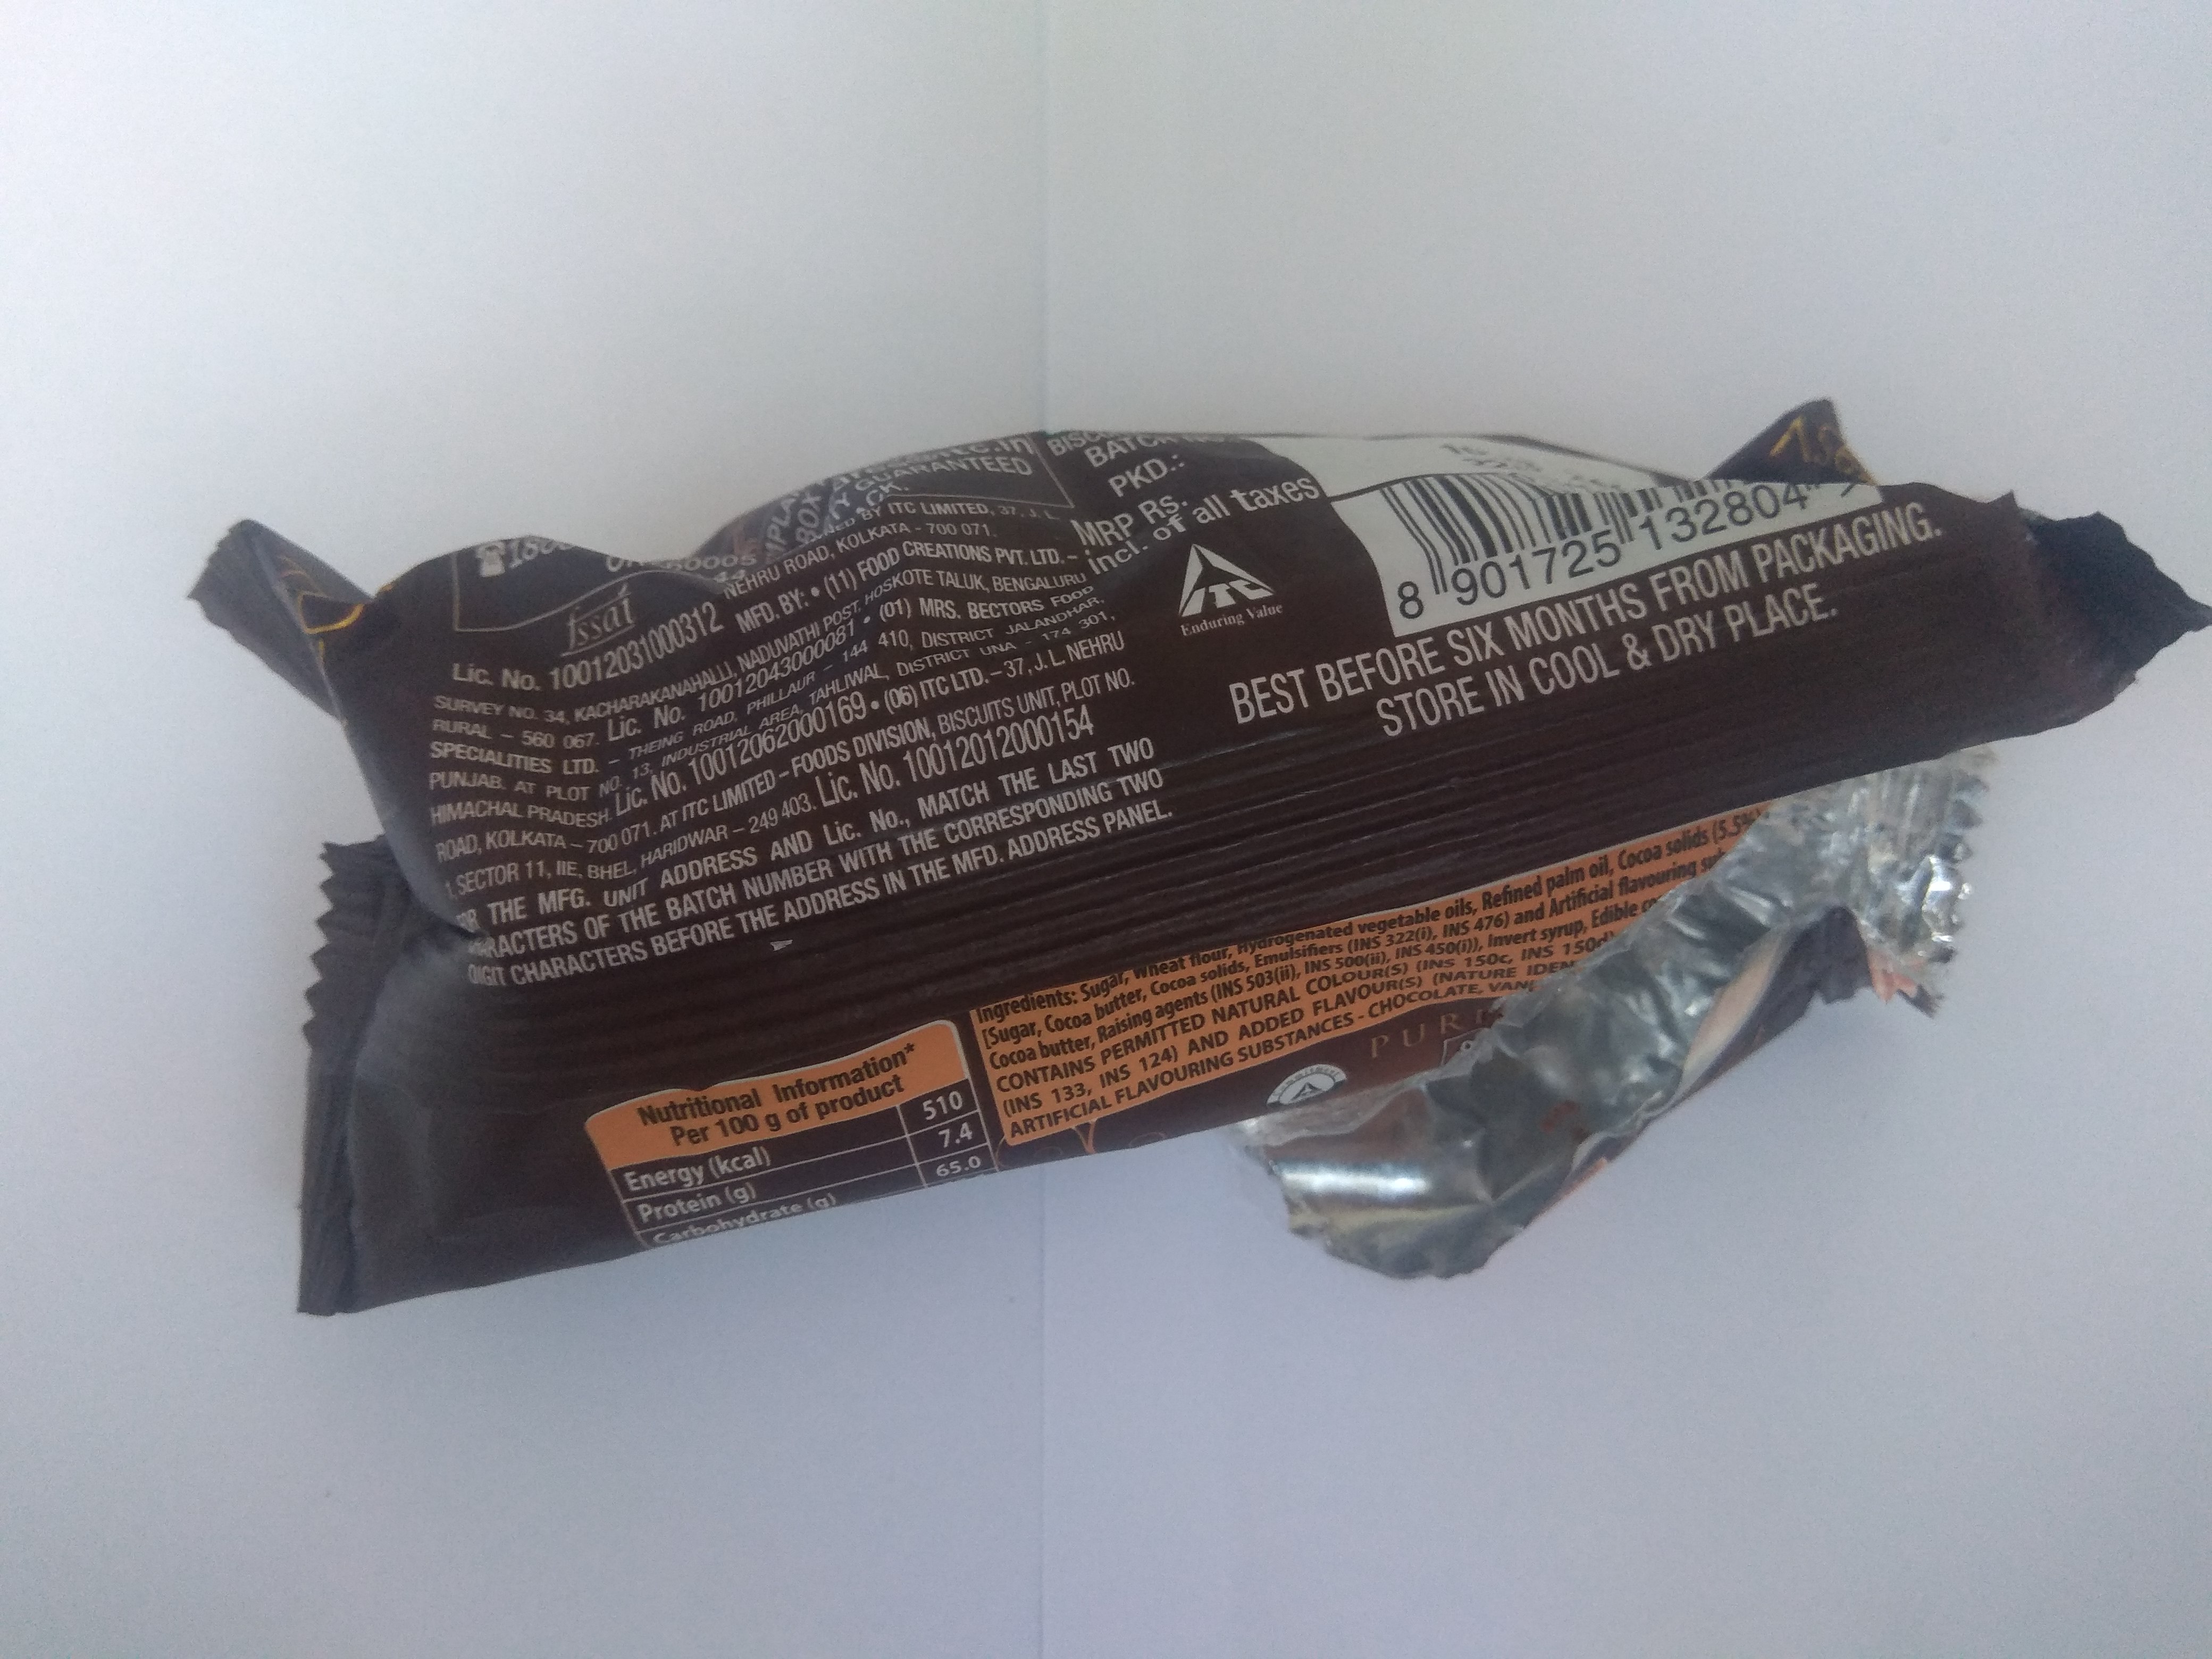 GUARANTEED
BATCH
PKD.:
MRP Rs.
incl. of all taxes
fssai
Lic. No. 10012031000312
BY ITC LIMITED, 37, J. L.
NEHRU ROAD, KOLKATA - 700 071.
MFD. BY: • (11) FOOD CREATIONS PVT. LTD. –
SURVEY NO. 34, KACHARAKANAHALLI, NADUVATHI POST, HOSKOTE TALUK, BENGALURU
RURAL – 560 067. Lic. No. 10012043000081 • (01) MRS. BECTORS FOOD
SPECIALITIES LTD. – THEING ROAD, PHILLAUR – 144 410, DISTRICT JALANDHAR,
PUNJAB. AT PLOT NO. 13, INDUSTRIAL AREA, TAHLIWAL, DISTRICT UNA - 174 301,
HIMACHAL PRADESH. Lic. No. 10012062000169 • (06) ITC LTD. – 37, J. L. NEHRU
ROAD, KOLKATA – 700 071. AT ITC LIMITED – FOODS DIVISION, BISCUITS UNIT, PLOT NO.
1, SECTOR 11, IIE, BHEL, HARIDWAR – 249 403. Lic. No. 10012012000154
THE MFG. UNIT ADDRESS AND Lic. No., MATCH THE LAST TWO
CHARACTERS OF THE BATCH NUMBER WITH THE CORRESPONDING TWO
DIGIT CHARACTERS BEFORE THE ADDRESS IN THE MFD. ADDRESS PANEL.
ITC
Enduring Value
8 901725 132804
BEST BEFORE SIX MONTHS FROM PACKAGING.
STORE IN COOL & DRY PLACE.
Nutritional Information*
Per 100 g of product
Energy (kcal) 510
Protein (g) 7.4
Carbohydrate (g) 65.0
Ingredients: Sugar, Wheat flour, Hydrogenated vegetable oils, Refined palm oil, Cocoa solids (5.5%)
[Sugar, Cocoa butter, Cocoa solids, Emulsifiers (INS 322(i), INS 476) and Artificial flavouring
Cocoa butter, Raising agents (INS 503(ii), INS 500(ii), INS 450(i)), Invert syrup, Edible
CONTAINS PERMITTED NATURAL COLOUR(S) (INS 150c, INS 150d)
(INS 133, INS 124) AND ADDED FLAVOUR(S) (NATURE
ARTIFICIAL FLAVOURING SUBSTANCES - CHOCOLATE,